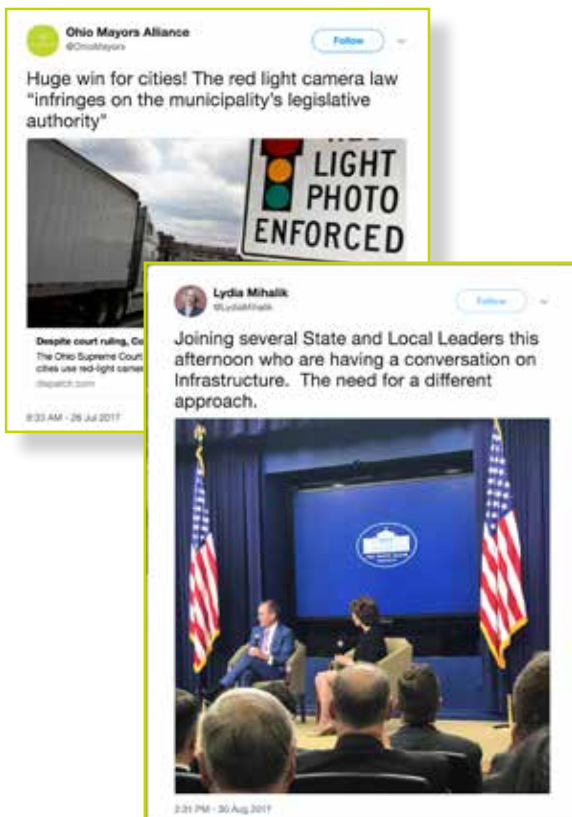 Ohio Mayors Alliance
@OhioMayors
Follow
Huge win for cities! The red light camera law
"infringes on the municipality's legislative
authority"
LIGHT
PHOTO
ENFORCED
Despite court ruling, Co
The Ohio Supreme Court
cities use red-light camer
dispatch.com
8:33 AM - 26 Jul 2017
Lydia Mihalik
@LydiaMihalik
Follow
Joining several State and Local Leaders this
afternoon who are having a conversation on
Infrastructure. The need for a different
approach.
2:31 PM - 30 Aug 2017